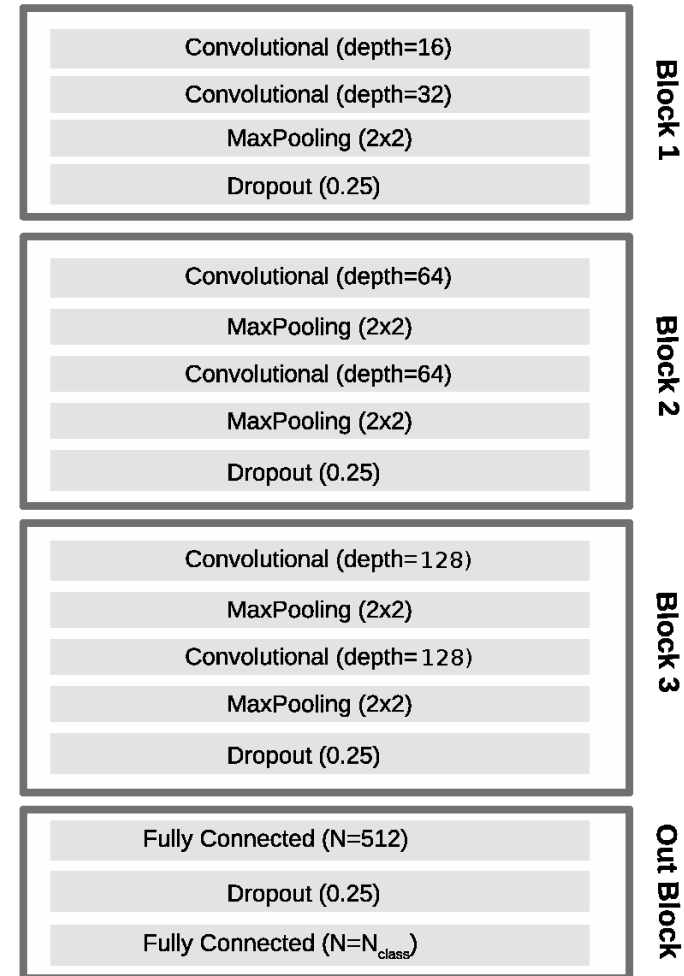 Convolutional (depth=16)
Convolutional (depth=32)
MaxPooling (2x2)
Dropout (0.25)
Block 1
Convolutional (depth=64)
MaxPooling (2x2)
Convolutional (depth=64)
MaxPooling (2x2)
Dropout (0.25)
Block 2
Convolutional (depth=128)
MaxPooling (2x2)
Convolutional (depth=128)
MaxPooling (2x2)
Dropout (0.25)
Block 3
Fully Connected (N=512)
Dropout (0.25)
Fully Connected (N=Nclass)
Out Block